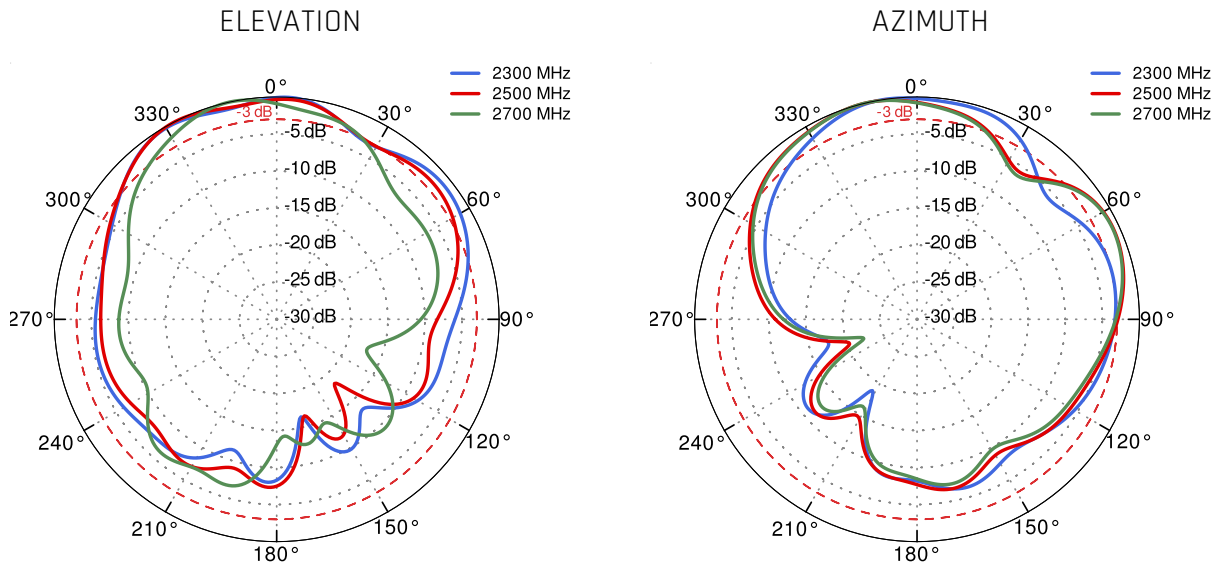 ELEVATION
2300 MHz
2500 MHz
2700 MHz
0°
30°
60°
90°
120°
150°
180°
210°
240°
270°
300°
330°
-3 dB
-5 dB
-10 dB
-15 dB
-20 dB
-25 dB
-30 dB
AZIMUTH
2300 MHz
2500 MHz
2700 MHz
0°
30°
60°
90°
120°
150°
180°
210°
240°
270°
300°
330°
-3 dB
-5 dB
-10 dB
-15 dB
-20 dB
-25 dB
-30 dB